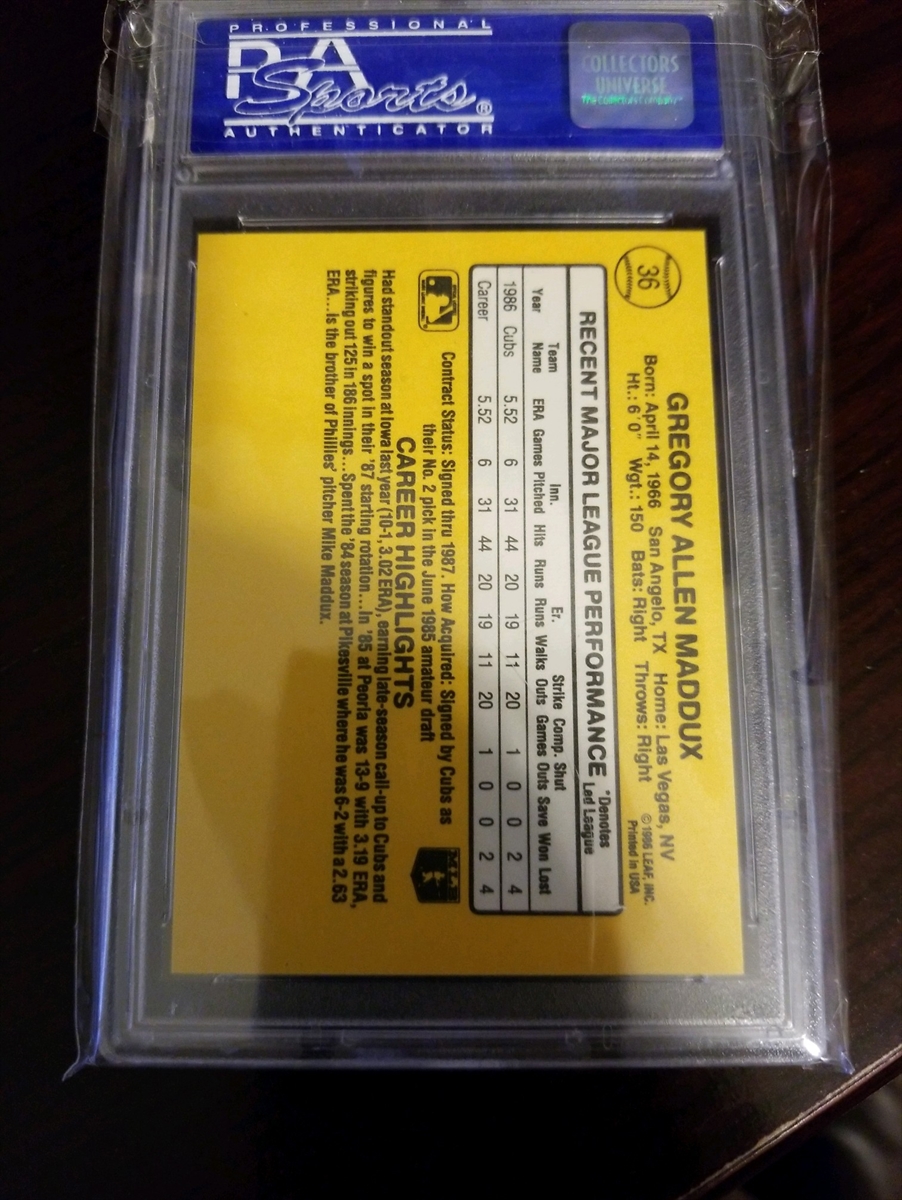 PROFESSIONAL
PSA
Sports®
AUTHENTICATOR
COLLECTORS
UNIVERSE
The collectors company
36
GREGORY ALLEN MADDUX
Born: April 14, 1966 San Angelo, TX Home: Las Vegas, NV
Ht.: 6'0" Wgt.: 150 Bats: Right Throws: Right
© 1986 LEAF, INC.
Printed in USA
RECENT MAJOR LEAGUE PERFORMANCE
*Denotes
Led League
Team Inn. Er. Strike Comp. Shut
Year Name ERA Games Pitched Hits Runs Runs Walks Outs Games Outs Save Won Lost
1986 Cubs 5.52 6 31 44 20 19 11 20 1 0 0 2 4
Career 5.52 6 31 44 20 19 11 20 1 0 0 2 4
Contract Status: Signed thru 1987. How Acquired: Signed by Cubs as
their No. 2 pick in the June 1985 amateur draft
CAREER HIGHLIGHTS
Had standout season at Iowa last year (10-1, 3.02 ERA), earning late-season call-up to Cubs and
figures to win a spot in their '87 starting rotation...In '85 at Peoria was 13-9 with 3.19 ERA,
striking out 125 in 186 innings...Spent the '84 season at Pikesville where he was 6-2 with a 2.63
ERA...Is the brother of Phillies' pitcher Mike Maddux.